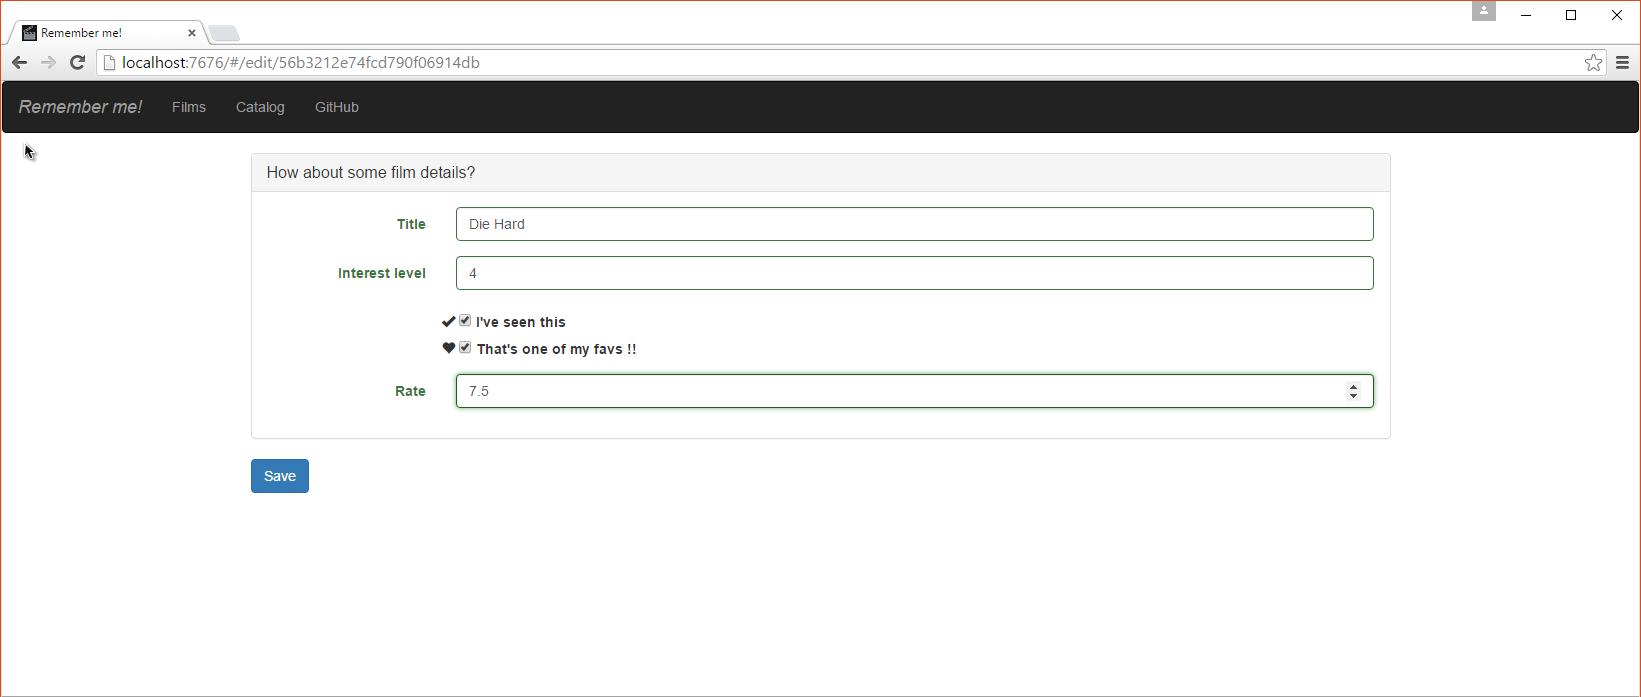 Remember me!
localhost:7676/#/edit/56b3212e74fcd790f06914db
Remember me! Films Catalog GitHub
How about some film details?
Title Die Hard
Interest level 4
I've seen this
That's one of my favs !!
Rate 7.5
Save